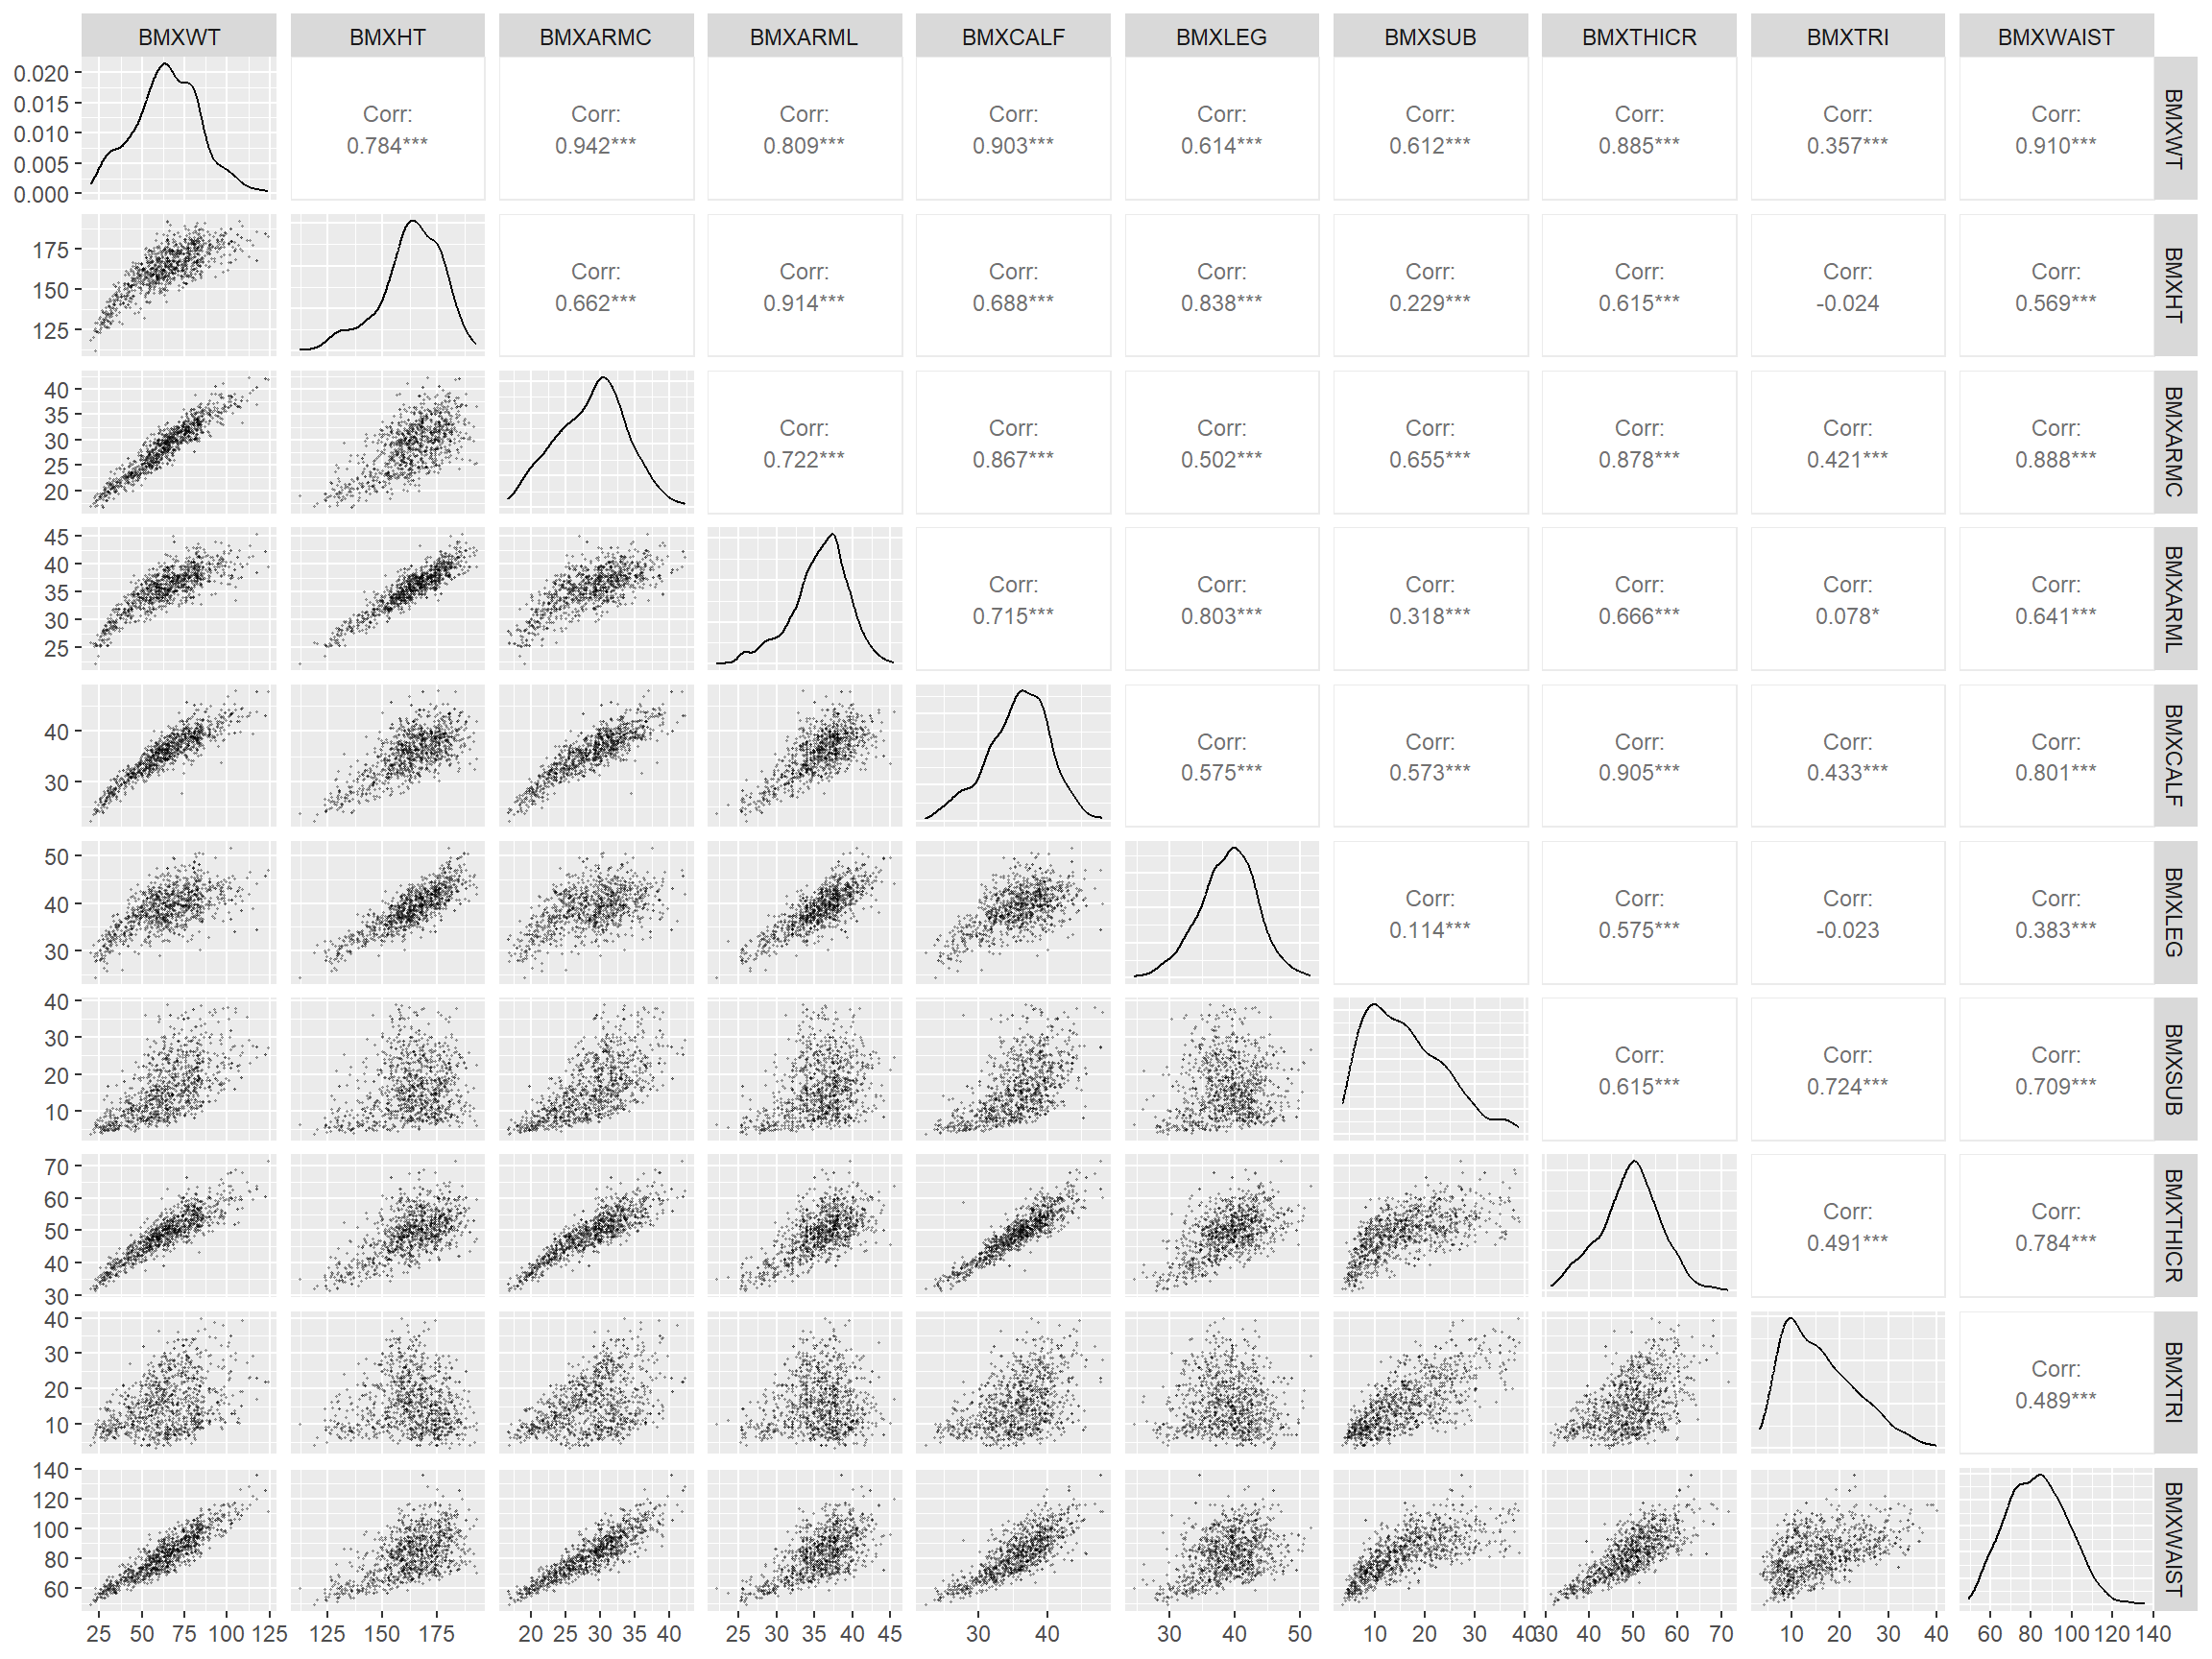 BMXWT BMXHT BMXARMC BMXARML BMXCALF BMXLEG BMXSUB BMXTHICR BMXTRI BMXWAIST
0.020
0.015
0.010
0.005
0.000
Corr: Corr: Corr: Corr: Corr: Corr: Corr: Corr: Corr:
0.784*** 0.942*** 0.809*** 0.903*** 0.614*** 0.612*** 0.885*** 0.357*** 0.910***
BMXWT
175
150
125
Corr: Corr: Corr: Corr: Corr: Corr: Corr: Corr:
0.662*** 0.914*** 0.688*** 0.838*** 0.229*** 0.615*** -0.024 0.569***
BMXHT
40
35
30
25
20
Corr: Corr: Corr: Corr: Corr: Corr: Corr:
0.722*** 0.867*** 0.502*** 0.655*** 0.878*** 0.421*** 0.888***
BMXARMC
45
40
35
30
25
Corr: Corr: Corr: Corr: Corr: Corr:
0.715*** 0.803*** 0.318*** 0.666*** 0.078* 0.641***
BMXARML
40
30
Corr: Corr: Corr: Corr: Corr:
0.575*** 0.573*** 0.905*** 0.433*** 0.801***
BMXCALF
50
40
30
Corr: Corr: Corr: Corr:
0.114*** 0.575*** -0.023 0.383***
BMXLEG
40
30
20
10
Corr: Corr: Corr:
0.615*** 0.724*** 0.709***
BMXSUB
70
60
50
40
30
Corr: Corr:
0.491*** 0.784***
BMXTHICR
40
30
20
10
Corr:
0.489***
BMXTRI
140
120
100
80
60
BMXWAIST
25 50 75 100 125 125 150 175 20 25 30 35 40 25 30 35 40 45 30 40 30 40 50 10 20 30 40 30 40 50 60 70 10 20 30 40 60 80 100 120 140